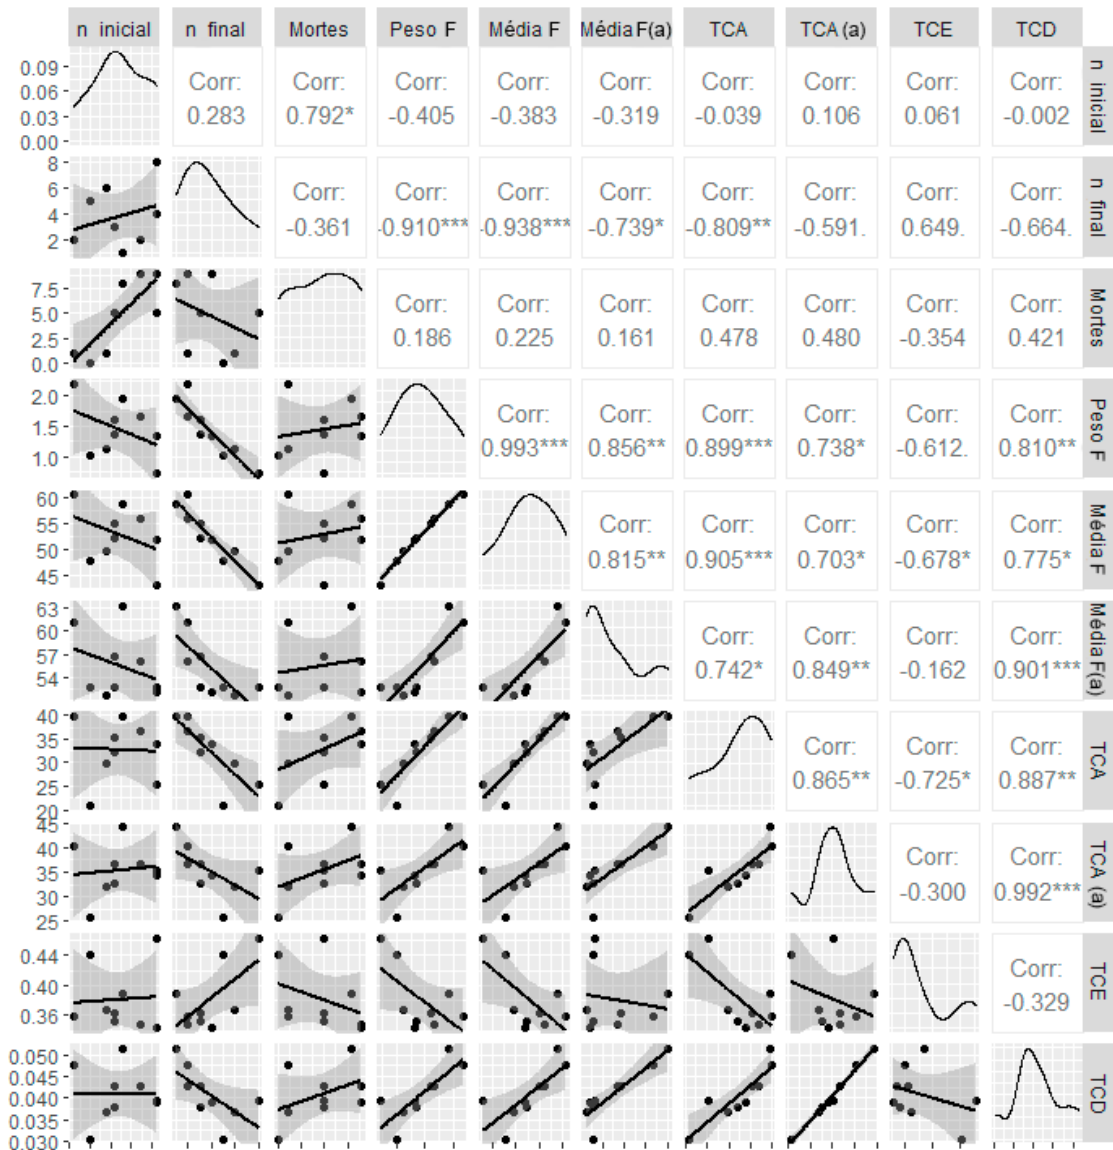 n inicial n final Mortes Peso F Média F Média F(a) TCA TCA (a) TCE TCD
0.09
0.06
0.03
0.00
Corr: Corr: Corr: Corr: Corr: Corr: Corr: Corr: Corr:
0.283 0.792* -0.405 -0.383 -0.319 -0.039 0.106 0.061 -0.002
n inicial
8
6
4
2
Corr: Corr: Corr: Corr: Corr: Corr: Corr: Corr:
-0.361 -0.910*** -0.938*** -0.739* -0.809** -0.591. 0.649. -0.664.
n final
7.5
5.0
2.5
0.0
Corr: Corr: Corr: Corr: Corr: Corr: Corr:
0.186 0.225 0.161 0.478 0.480 -0.354 0.421
Mortes
2.0
1.5
1.0
Corr: Corr: Corr: Corr: Corr: Corr:
0.993*** 0.856** 0.899*** 0.738* -0.612. 0.810**
Peso F
60
55
50
45
Corr: Corr: Corr: Corr: Corr:
0.815** 0.905*** 0.703* -0.678* 0.775*
Média F
63
60
57
54
Corr: Corr: Corr: Corr:
0.742* 0.849** -0.162 0.901***
Média F(a)
40
35
30
25
20
Corr: Corr: Corr:
0.865** -0.725* 0.887**
TCA
45
40
35
30
25
Corr: Corr:
-0.300 0.992***
TCA (a)
0.44
0.40
0.36
Corr:
-0.329
TCE
0.050
0.045
0.040
0.035
0.030
TCD